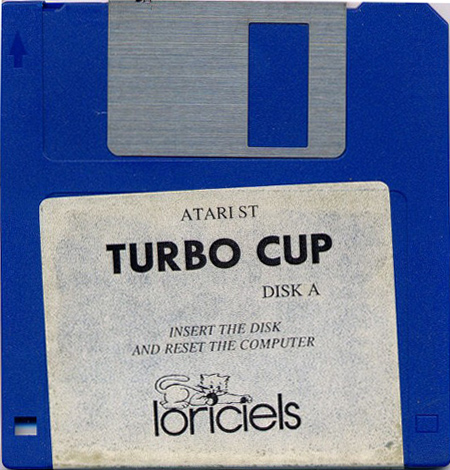 ATARI ST
TURBO CUP
DISK A
INSERT THE DISK
AND RESET THE COMPUTER
loriciels